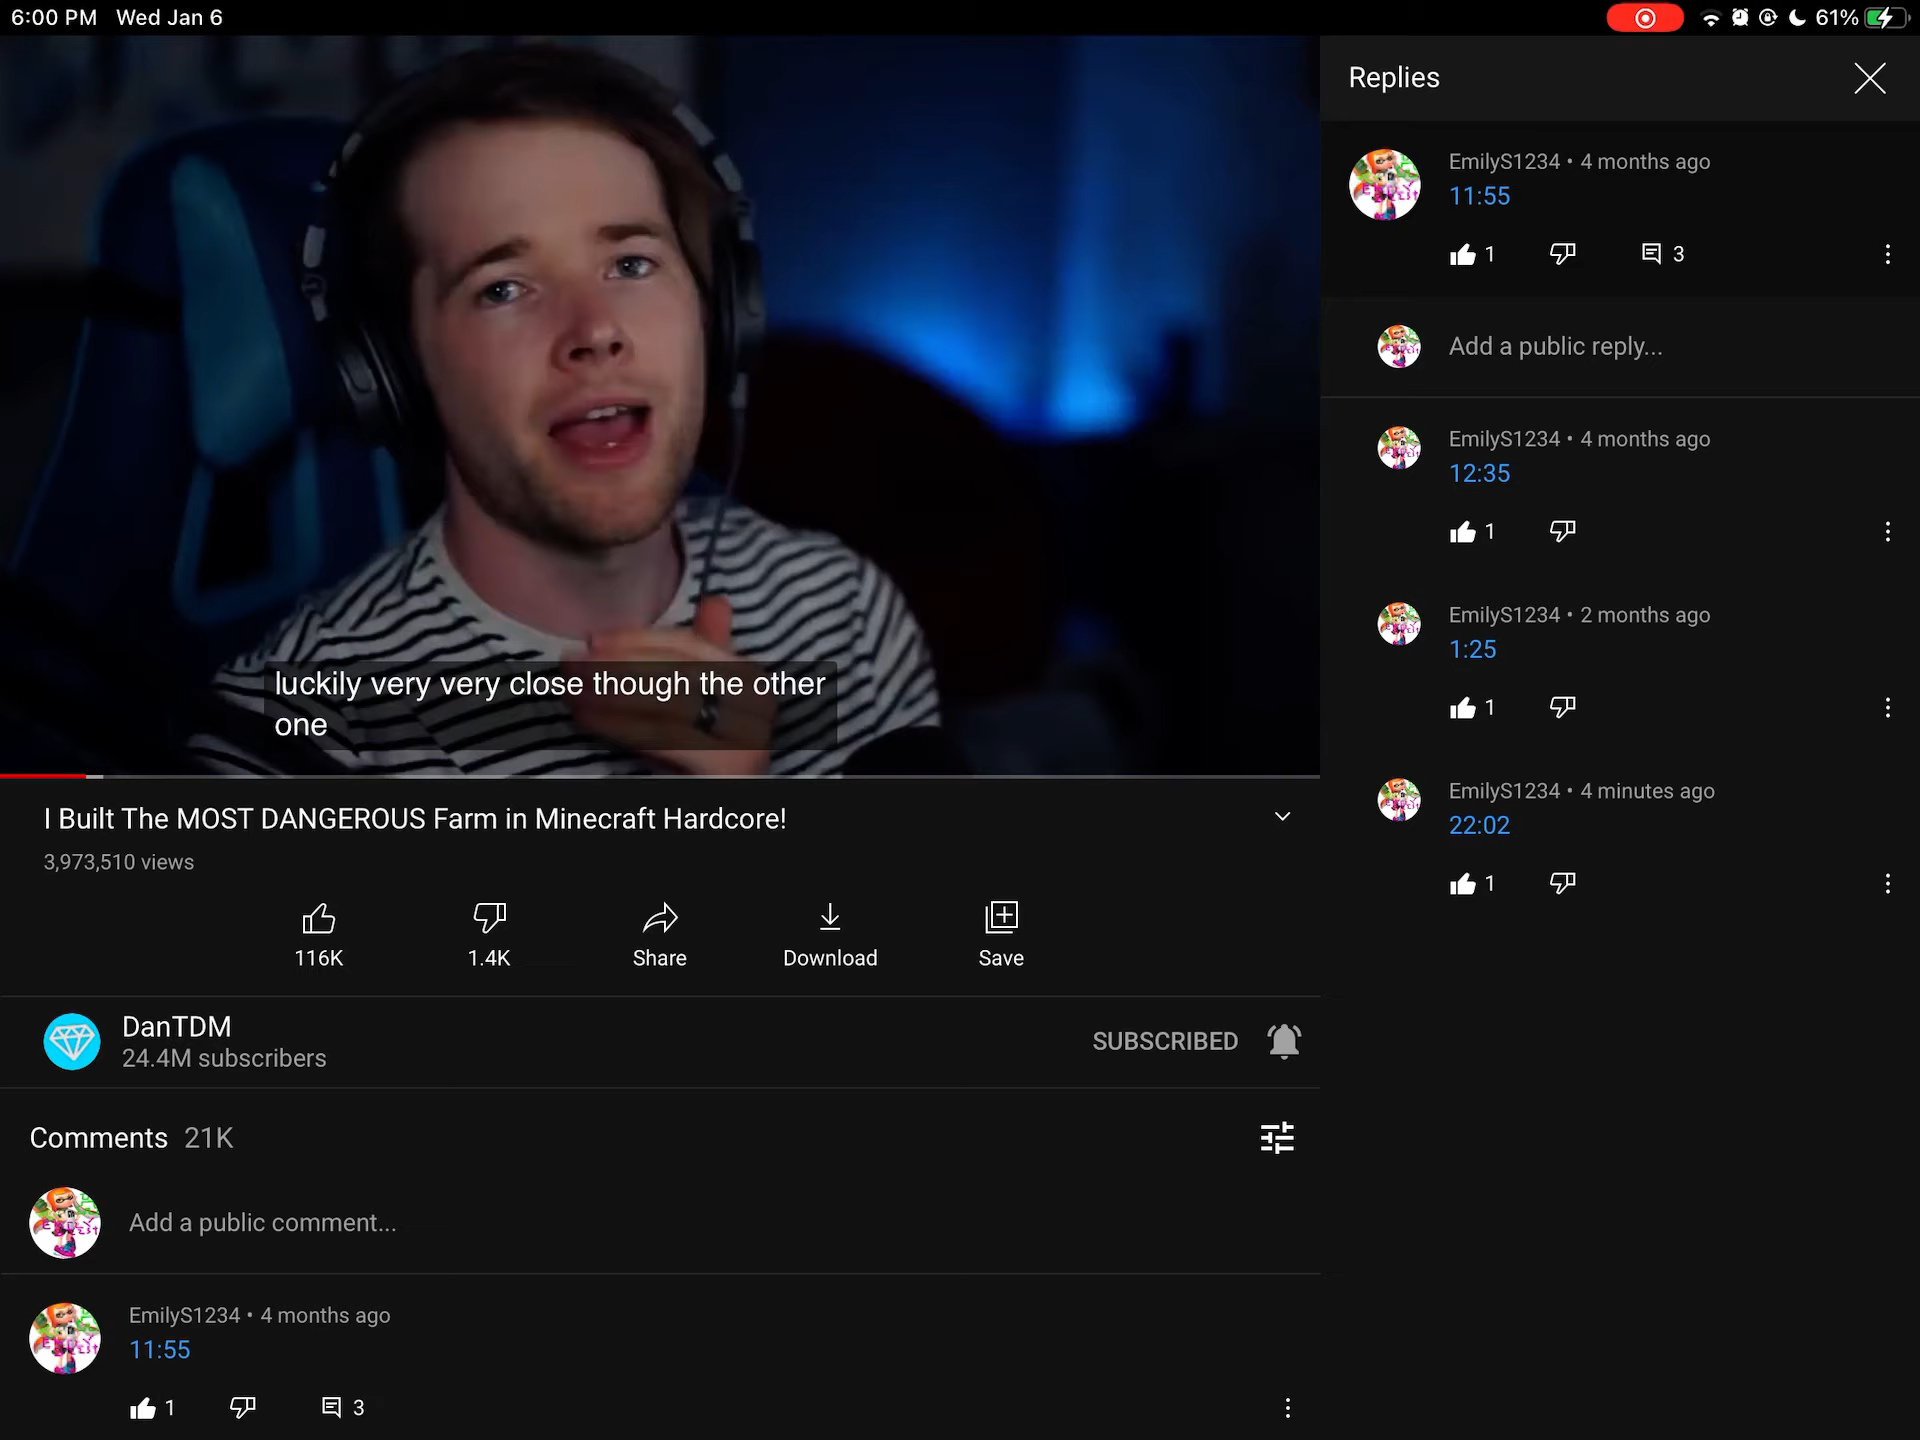 6:00 PM Wed Jan 6
61%
luckily very very close though the other
one
I Built The MOST DANGEROUS Farm in Minecraft Hardcore!
3,973,510 views
116K
1.4K
Share
Download
Save
DanTDM
24.4M subscribers
SUBSCRIBED
Comments 21K
Add a public comment...
EmilyS1234 • 4 months ago
11:55
1
3
Replies
EmilyS1234 • 4 months ago
11:55
1
3
Add a public reply...
EmilyS1234 • 4 months ago
12:35
1
EmilyS1234 • 2 months ago
1:25
1
EmilyS1234 • 4 minutes ago
22:02
1